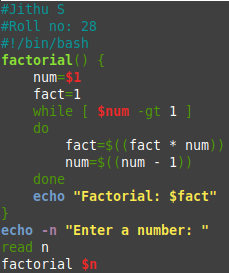 #Jithu S
#Roll no: 28
#!/bin/bash
factorial() {
    num=$1
    fact=1
    while [ $num -gt 1 ]
    do
        fact=$((fact * num))
        num=$((num - 1))
    done
    echo "Factorial: $fact"
}
echo -n "Enter a number: "
read n
factorial $n